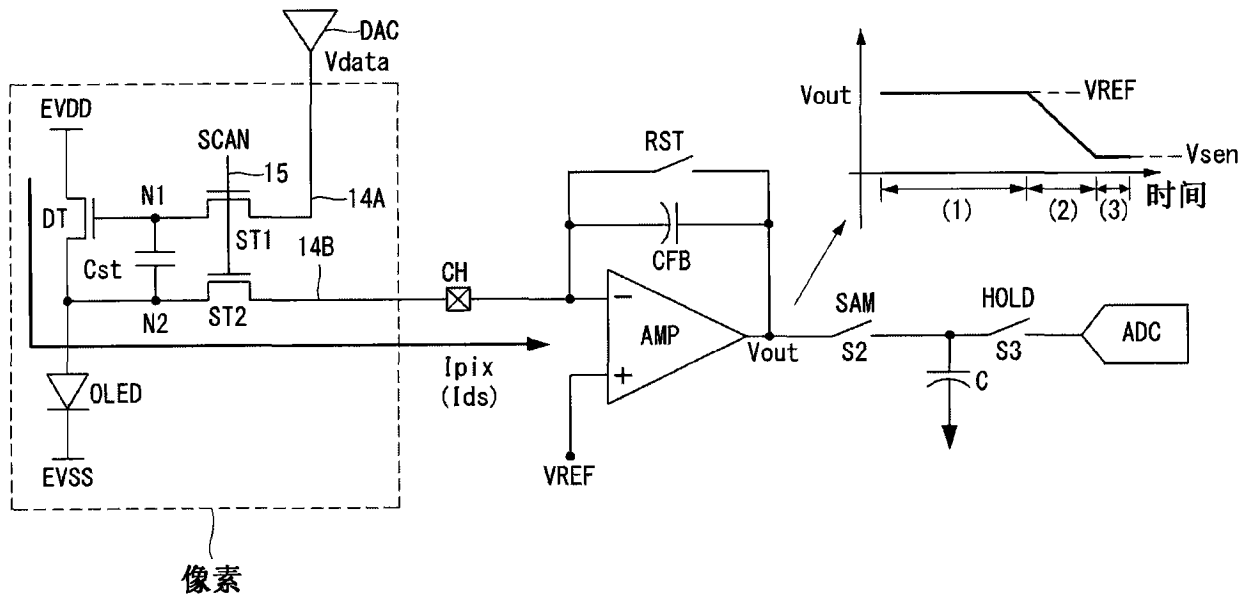 DAC
Vdata
EVDD
SCAN
15
N1
14A
DT
ST1
Cst
14B
N2
ST2
CH
OLED
EVSS
Ipix
(Ids)
RST
CFB
AMP
−
+
VREF
Vout
SAM
S2
HOLD
S3
C
ADC
Vout
VREF
Vsen
(1)
(2)
(3)
时间
像素